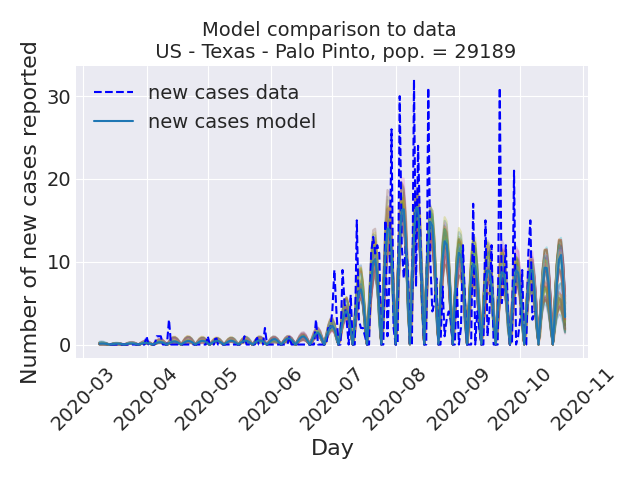 Model comparison to data
US - Texas - Palo Pinto, pop. = 29189
Number of new cases reported
30
20
10
0
new cases data
new cases model
2020-03
2020-04
2020-05
2020-06
2020-07
2020-08
2020-09
2020-10
2020-11
Day